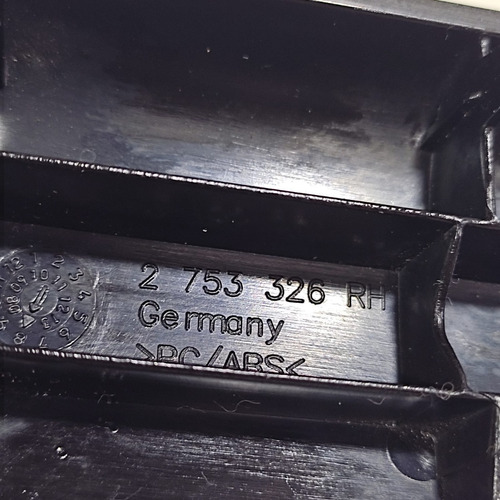 2 753 326 RH
Germany
>PC/ABS<